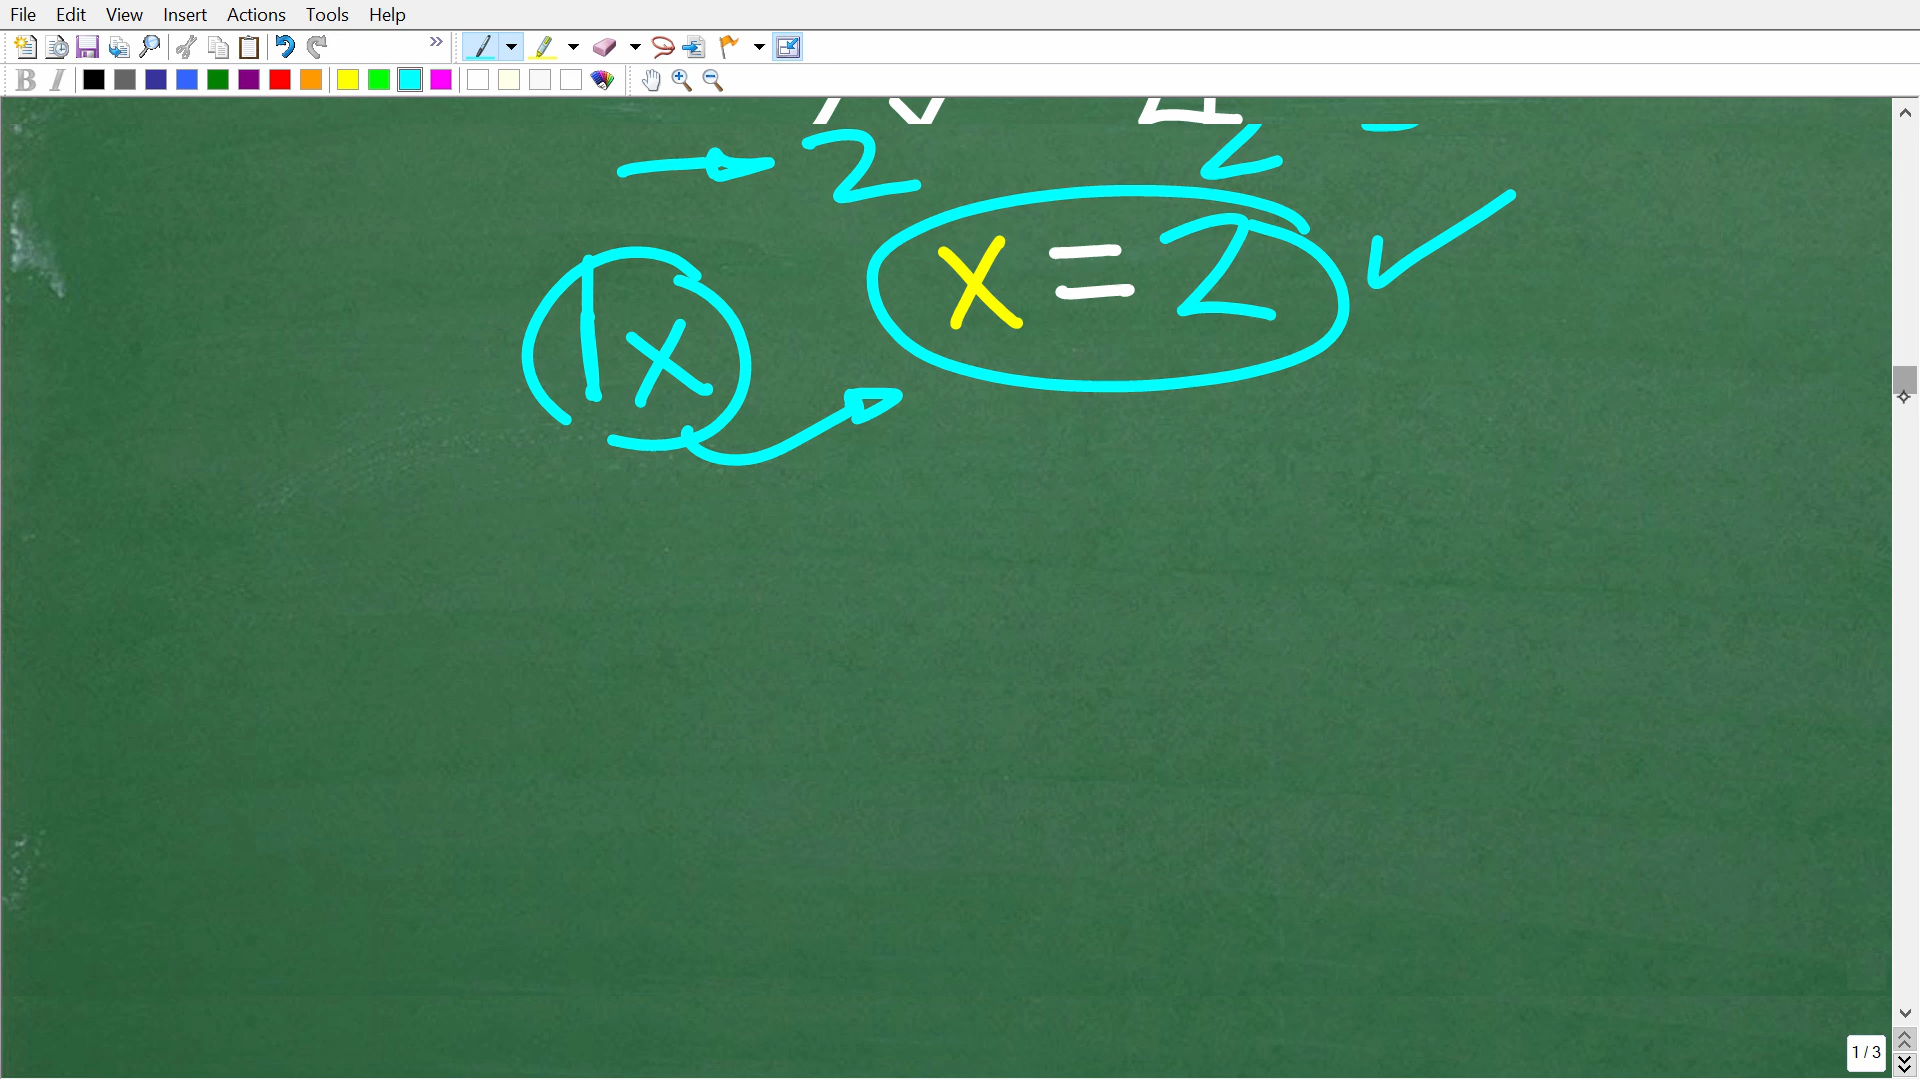 File Edit View Insert Actions Tools Help
B I
2 2
x = 2
1x
1 / 3